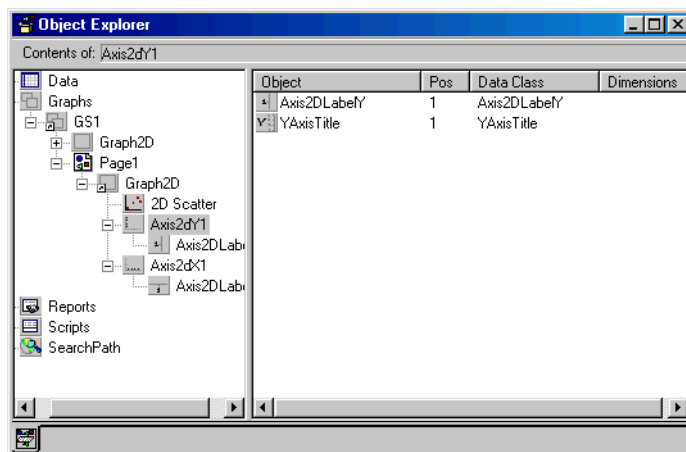 Object Explorer
Contents of: Axis2dY1
Data
Graphs
GS1
Graph2D
Page1
Graph2D
2D Scatter
Axis2dY1
Axis2DLab
Axis2dX1
Axis2DLab
Reports
Scripts
SearchPath
Object Pos Data Class Dimensions
Axis2DLabelY 1 Axis2DLabelY
YAxisTitle 1 YAxisTitle